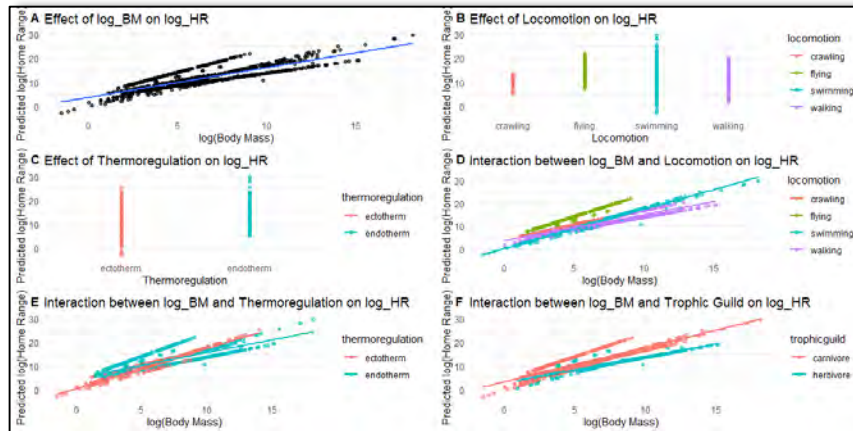 A Effect of log_BM on log_HR
Predicted log(Home Range)
30
20
10
0
0
5
10
15
log(Body Mass)
B Effect of Locomotion on log_HR
Predicted log(Home Range)
30
20
10
0
crawling
flying
swimming
walking
Locomotion
locomotion
crawling
flying
swimming
walking
C Effect of Thermoregulation on log_HR
Predicted log(Home Range)
30
20
10
0
ectotherm
endotherm
Thermoregulation
thermoregulation
ectotherm
endotherm
D Interaction between log_BM and Locomotion on log_HR
Predicted log(Home Range)
30
20
10
0
0
5
10
15
log(Body Mass)
locomotion
crawling
flying
swimming
walking
E Interaction between log_BM and Thermoregulation on log_HR
Predicted log(Home Range)
30
20
10
0
0
5
10
15
log(Body Mass)
thermoregulation
ectotherm
endotherm
F Interaction between log_BM and Trophic Guild on log_HR
Predicted log(Home Range)
30
20
10
0
0
5
10
15
log(Body Mass)
trophicguild
carnivore
herbivore